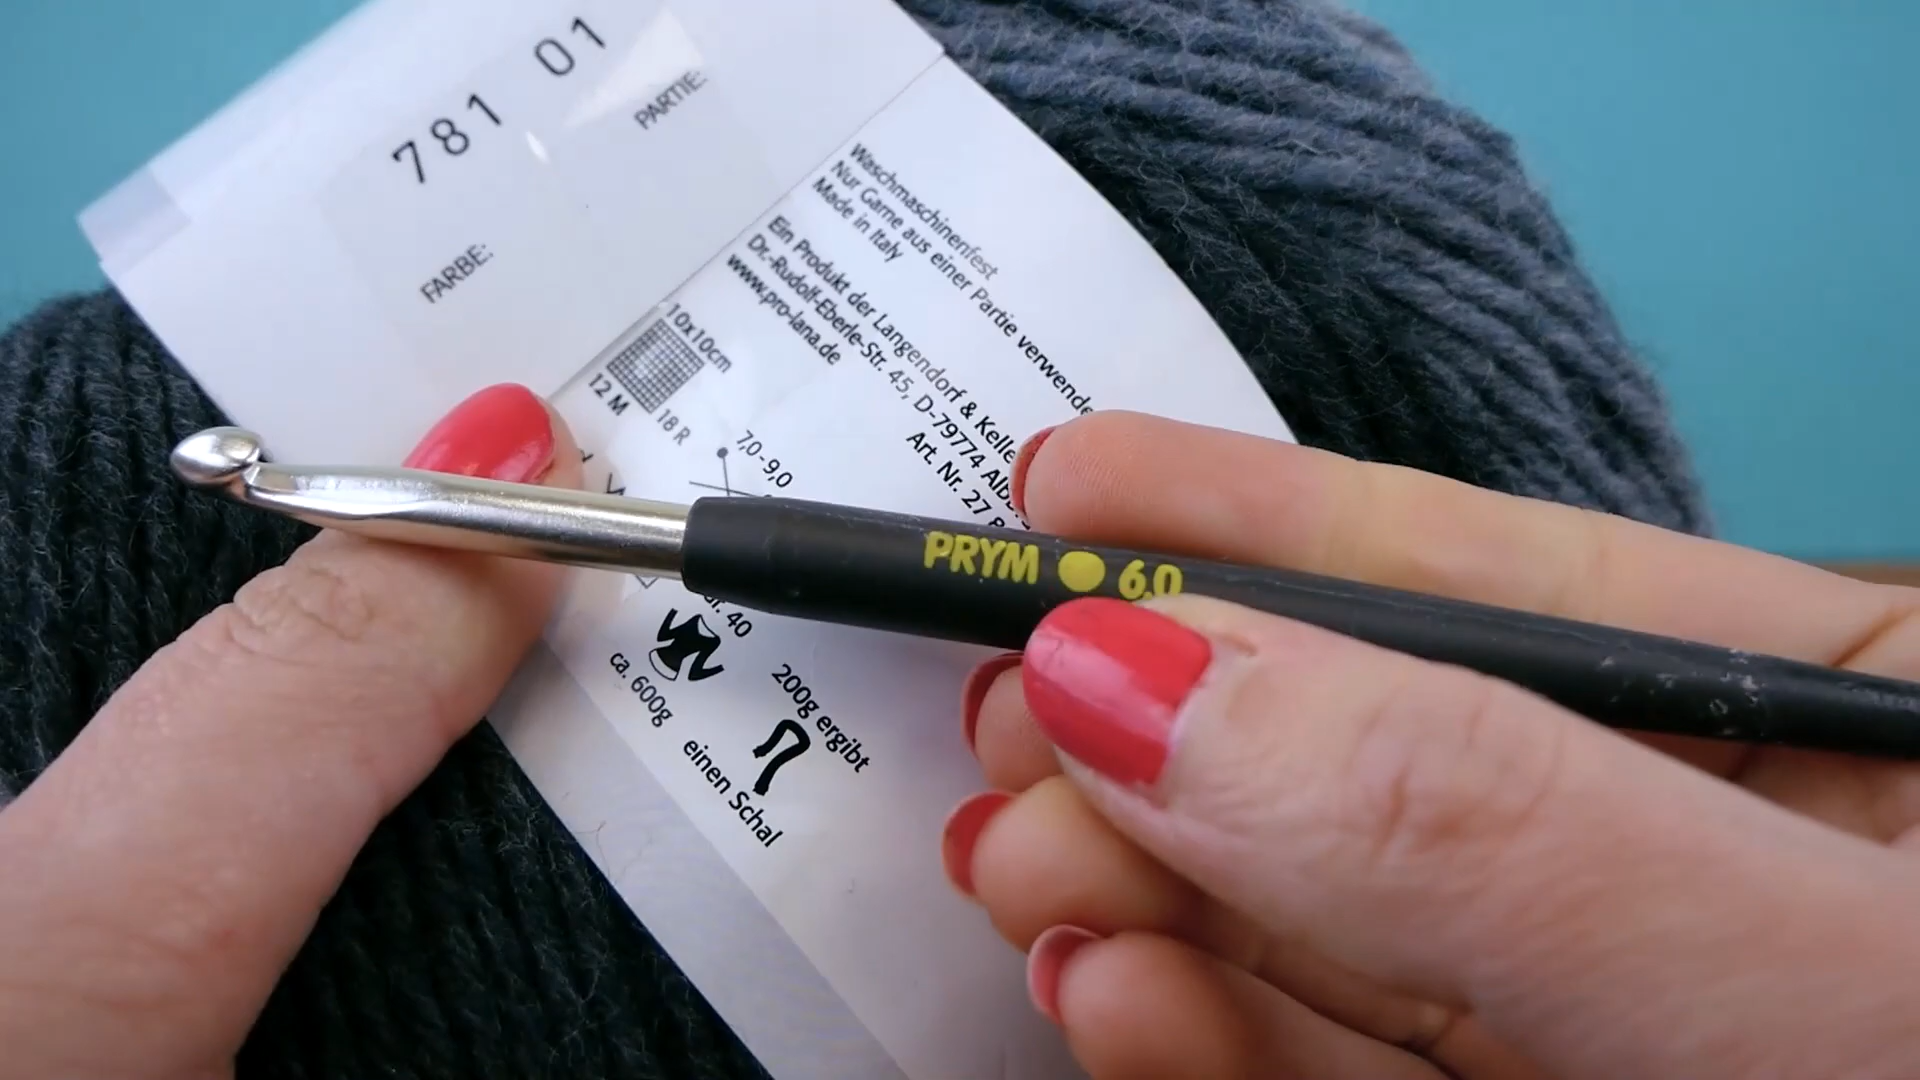 781 01
FARBE:
PARTIE:
Waschmaschinenfest
Nur Garne aus einer Partie verwende
Made in Italy
Ein Produkt der Langendorf & Kelle
Dr.-Rudolf-Eberle-Str. 45, D-79774 Alb
www.pro-lana.de
Art. Nr. 27
10x10cm
12 M
18 R
7,0-9,0
PRYM 6.0
40
ca. 600g
200g ergibt
einen Schal